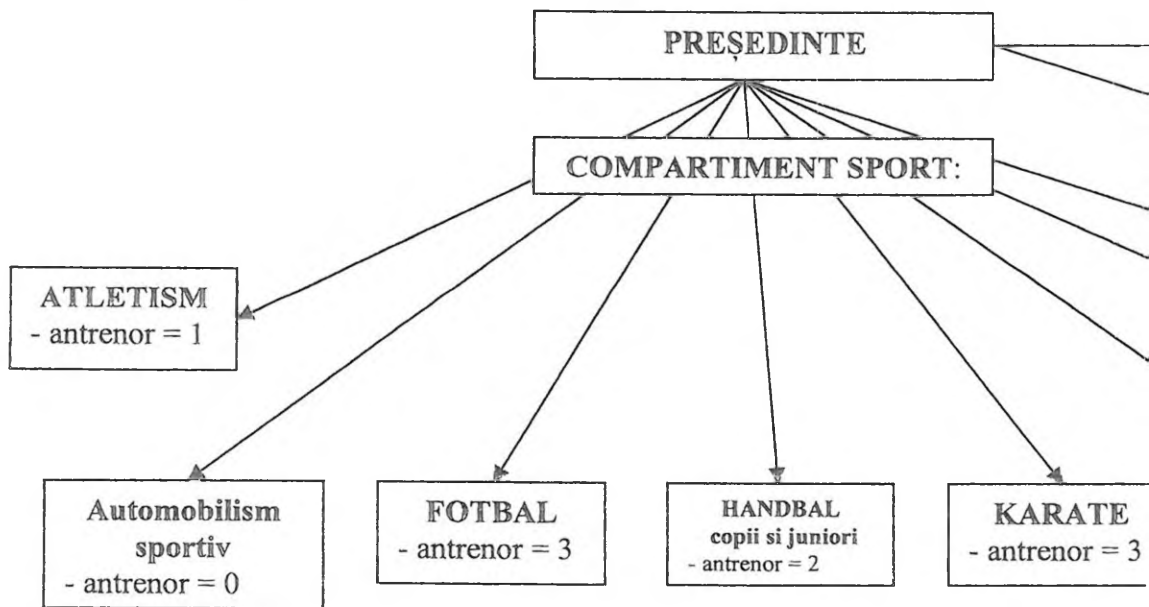 PREȘEDINTE
COMPARTIMENT SPORT:
ATLETISM
- antrenor = 1
Automobilism
sportiv
- antrenor = 0
FOTBAL
- antrenor = 3
HANDBAL
copii si juniori
- antrenor = 2
KARATE
- antrenor = 3